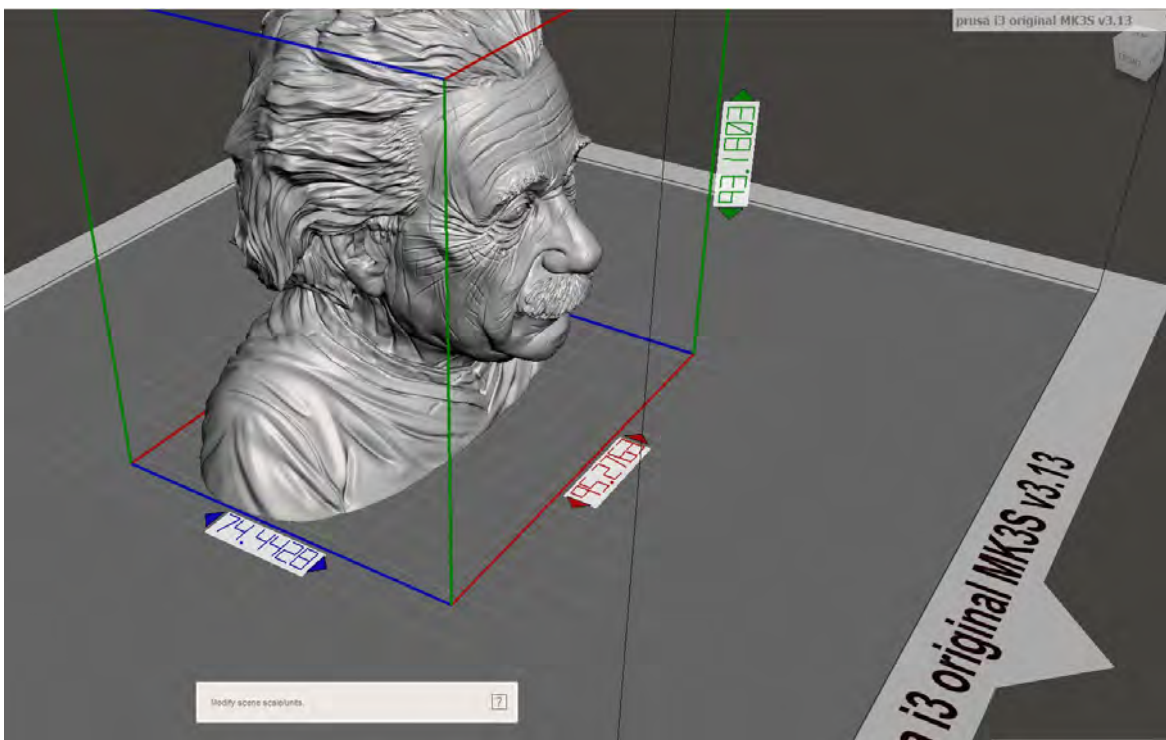 prusa i3 original MK3S v3.13
93.1803
95.2763
74.4428
a i3 original MK3S v3.13
Modify scene scale/units.
?